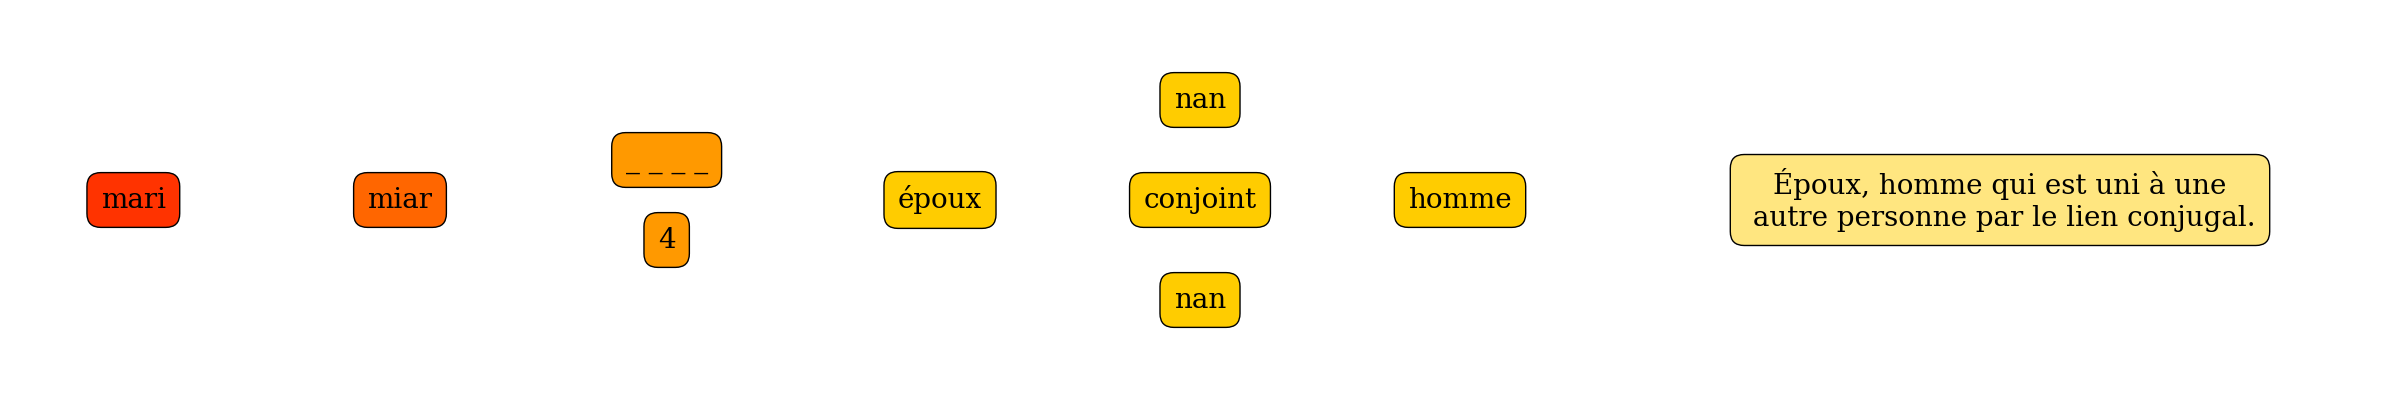 mari
miar
_ _ _ _
4
époux
nan
conjoint
nan
homme
Époux, homme qui est uni à une
autre personne par le lien conjugal.